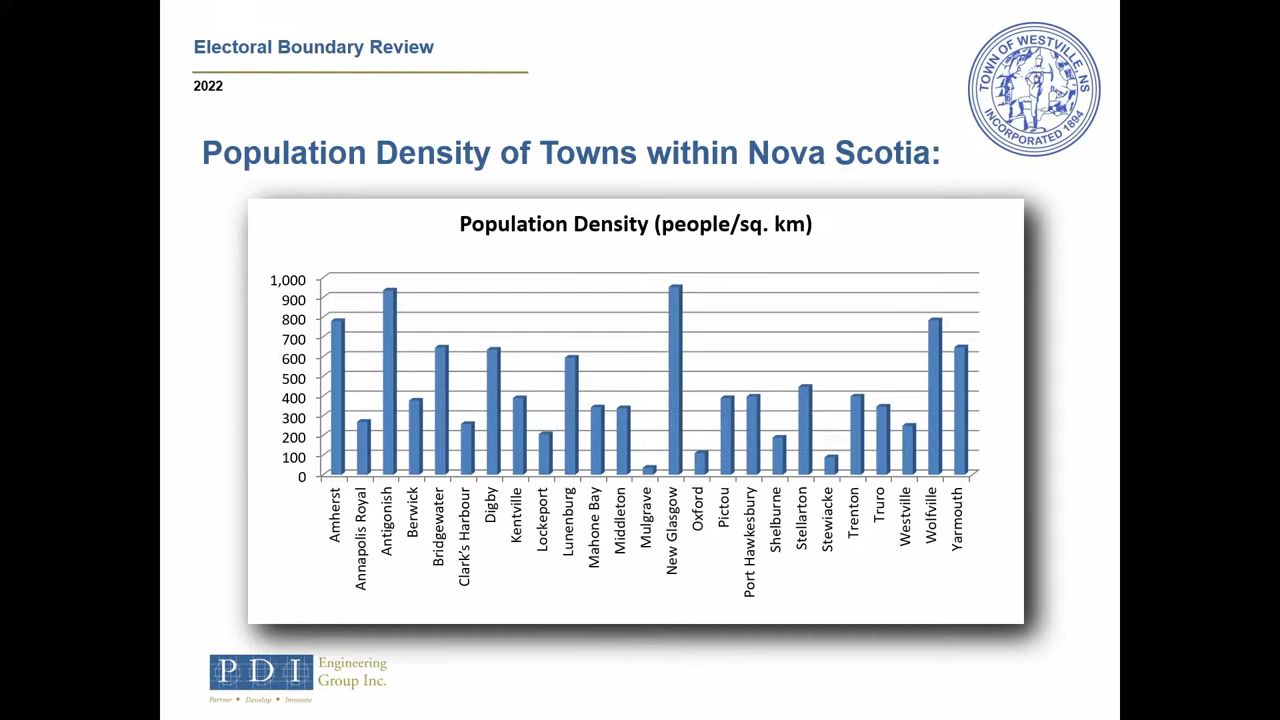 Electoral Boundary Review
2022
TOWN OF WESTVILLE, NS
INCORPORATED 1894
Population Density of Towns within Nova Scotia:
Population Density (people/sq. km)
1,000
900
800
700
600
500
400
300
200
100
0
Amherst
Annapolis Royal
Antigonish
Berwick
Bridgewater
Clark's Harbour
Digby
Kentville
Lockeport
Lunenburg
Mahone Bay
Middleton
Mulgrave
New Glasgow
Oxford
Pictou
Port Hawkesbury
Shelburne
Stellarton
Stewiacke
Trenton
Truro
Westville
Wolfville
Yarmouth
PDI Engineering
Group Inc.
Partner • Develop • Innovate